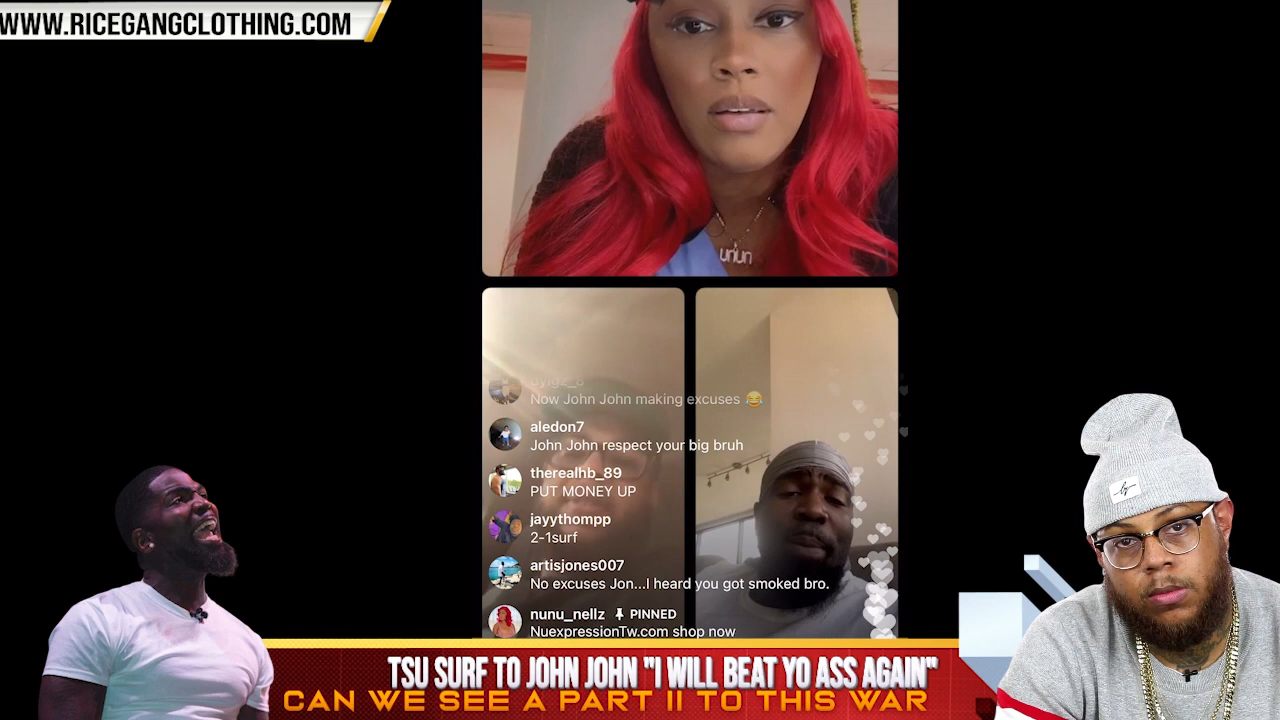 WWW.RICEGANGCLOTHING.COM
Now John John making excuses 😂
aledon7
John John respect your big bruh
therealhb_89
PUT MONEY UP
jayythompp
2-1surf
artisjones007
No excuses Jon...I heard you got smoked bro.
nunu_nellz PINNED
NuexpressionTw.com shop now
TSU SURF TO JOHN JOHN "I WILL BEAT YO ASS AGAIN"
CAN WE SEE A PART II TO THIS WAR